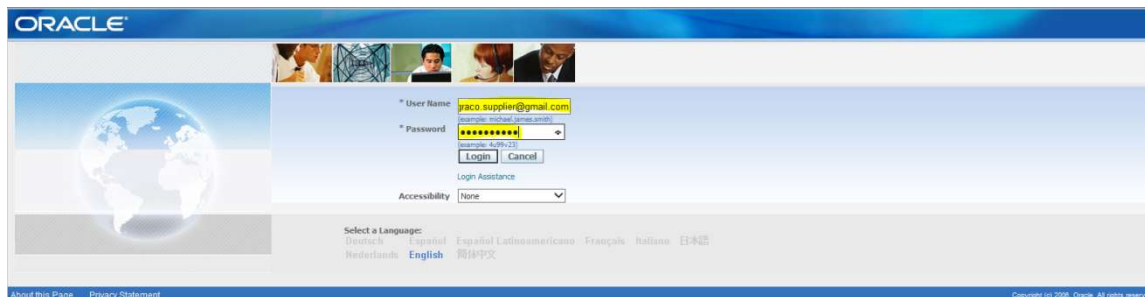 ORACLE
* User Name graco.supplier@gmail.com
(example: michael.james.smith)
* Password ••••••••••
(example: 4u99v23)
Login Cancel
Login Assistance
Accessibility None
Select a Language:
Deutsch Español Español Latinoamericano Français Italiano 日本語
Nederlands English 简体中文
About this Page Privacy Statement Copyright (c) 2006, Oracle. All rights reserv